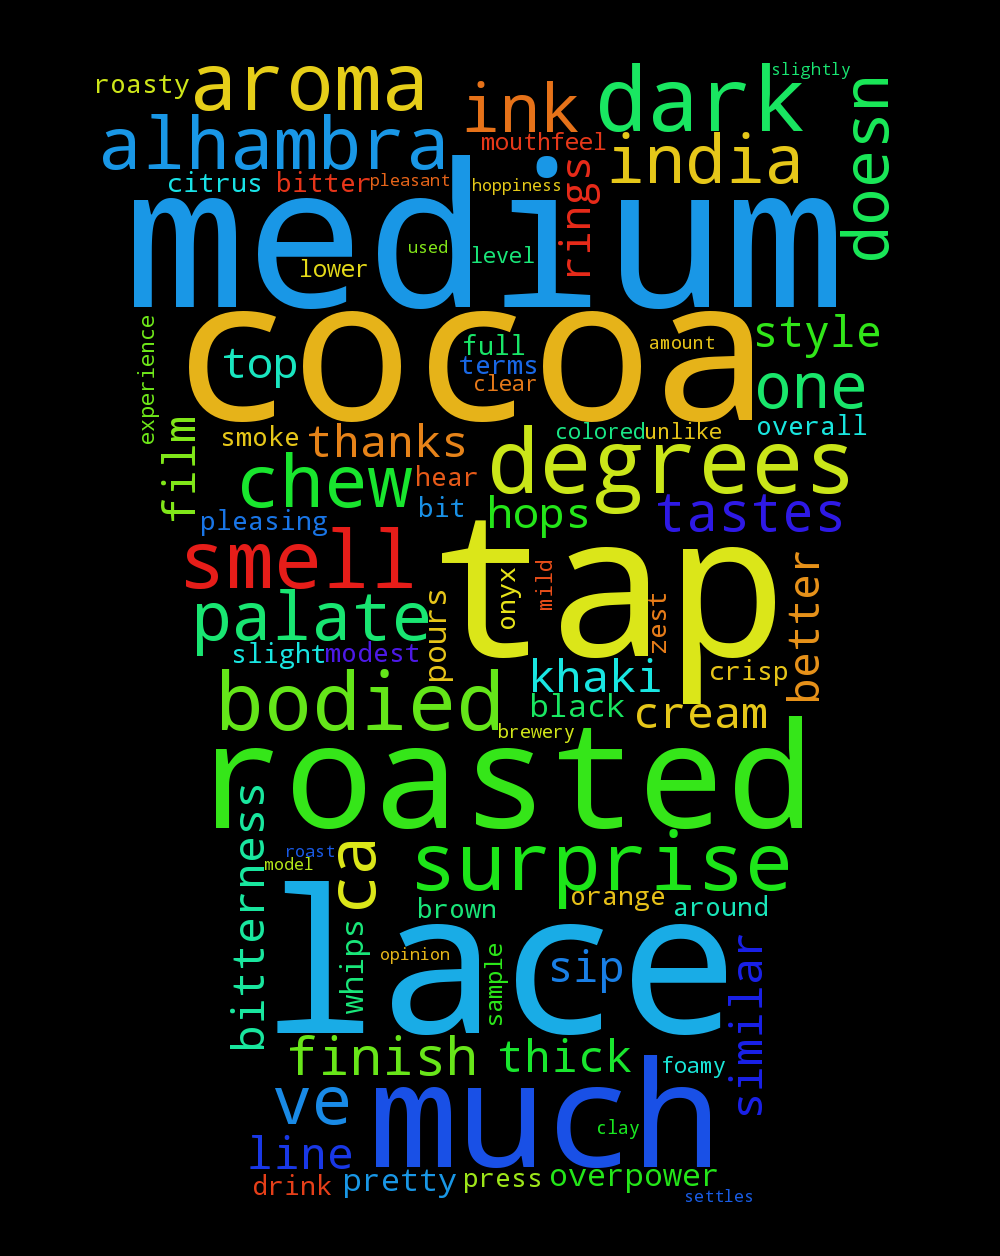 slightly
roasty
aroma
dark
doesn
ink
alhambra
mouthfeel
india
rings
citrus
bitter
pleasant
hoppiness
medium
used
level
lower
cocoa
experience
style
full
amount
top
terms
clear
one
film
smoke
thanks
colored
unlike
overall
degrees
chew
hear
bit
hops
tastes
pleasing
smell
tap
onyx
mild
better
palate
pours
zest
slight
modest
khaki
crisp
bodied
black
cream
brewery
roasted
bitterness
ca
roast
model
surprise
orange
brown
around
lace
whips
opinion
sample
sip
similar
finish
thick
foamy
ve
much
clay
line
drink
pretty
press
overpower
settles